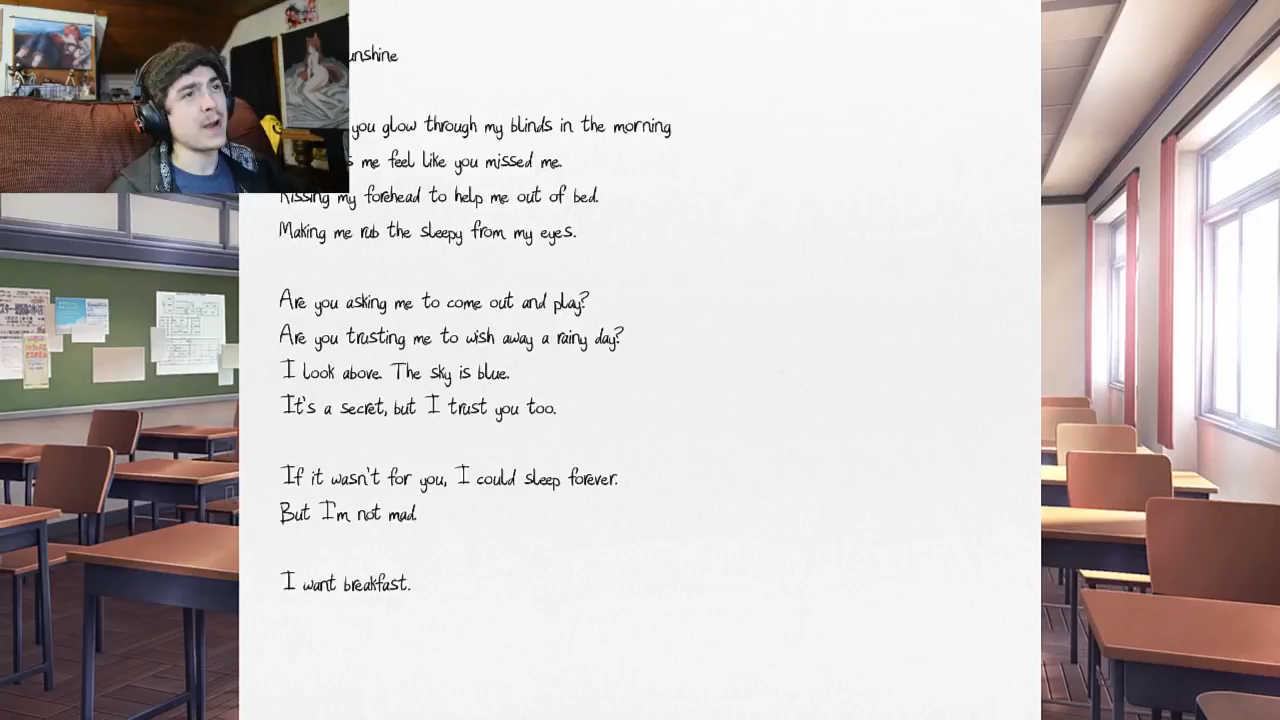 you glow through my blinds in the morning
me feel like you missed me.
Kissing my forehead to help me out of bed.
Making me rub the sleepy from my eyes.
Are you asking me to come out and play?
Are you trusting me to wish away a rainy day?
I look above. The sky is blue.
It's a secret, but I trust you too.
If it wasn't for you, I could sleep forever.
But I'm not mad.
I want breakfast.